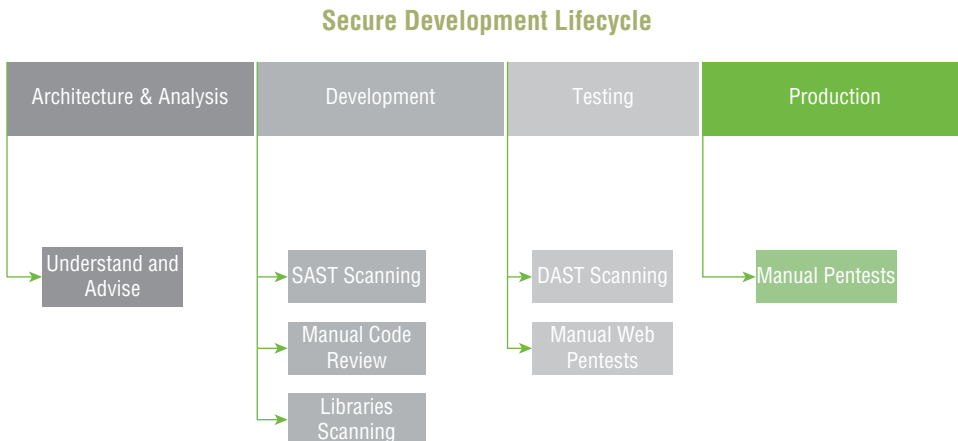 Secure Development Lifecycle
Architecture & Analysis
Development
Testing
Production
Understand and
Advise
SAST Scanning
DAST Scanning
Manual Pentests
Manual Code
Review
Manual Web
Pentests
Libraries
Scanning